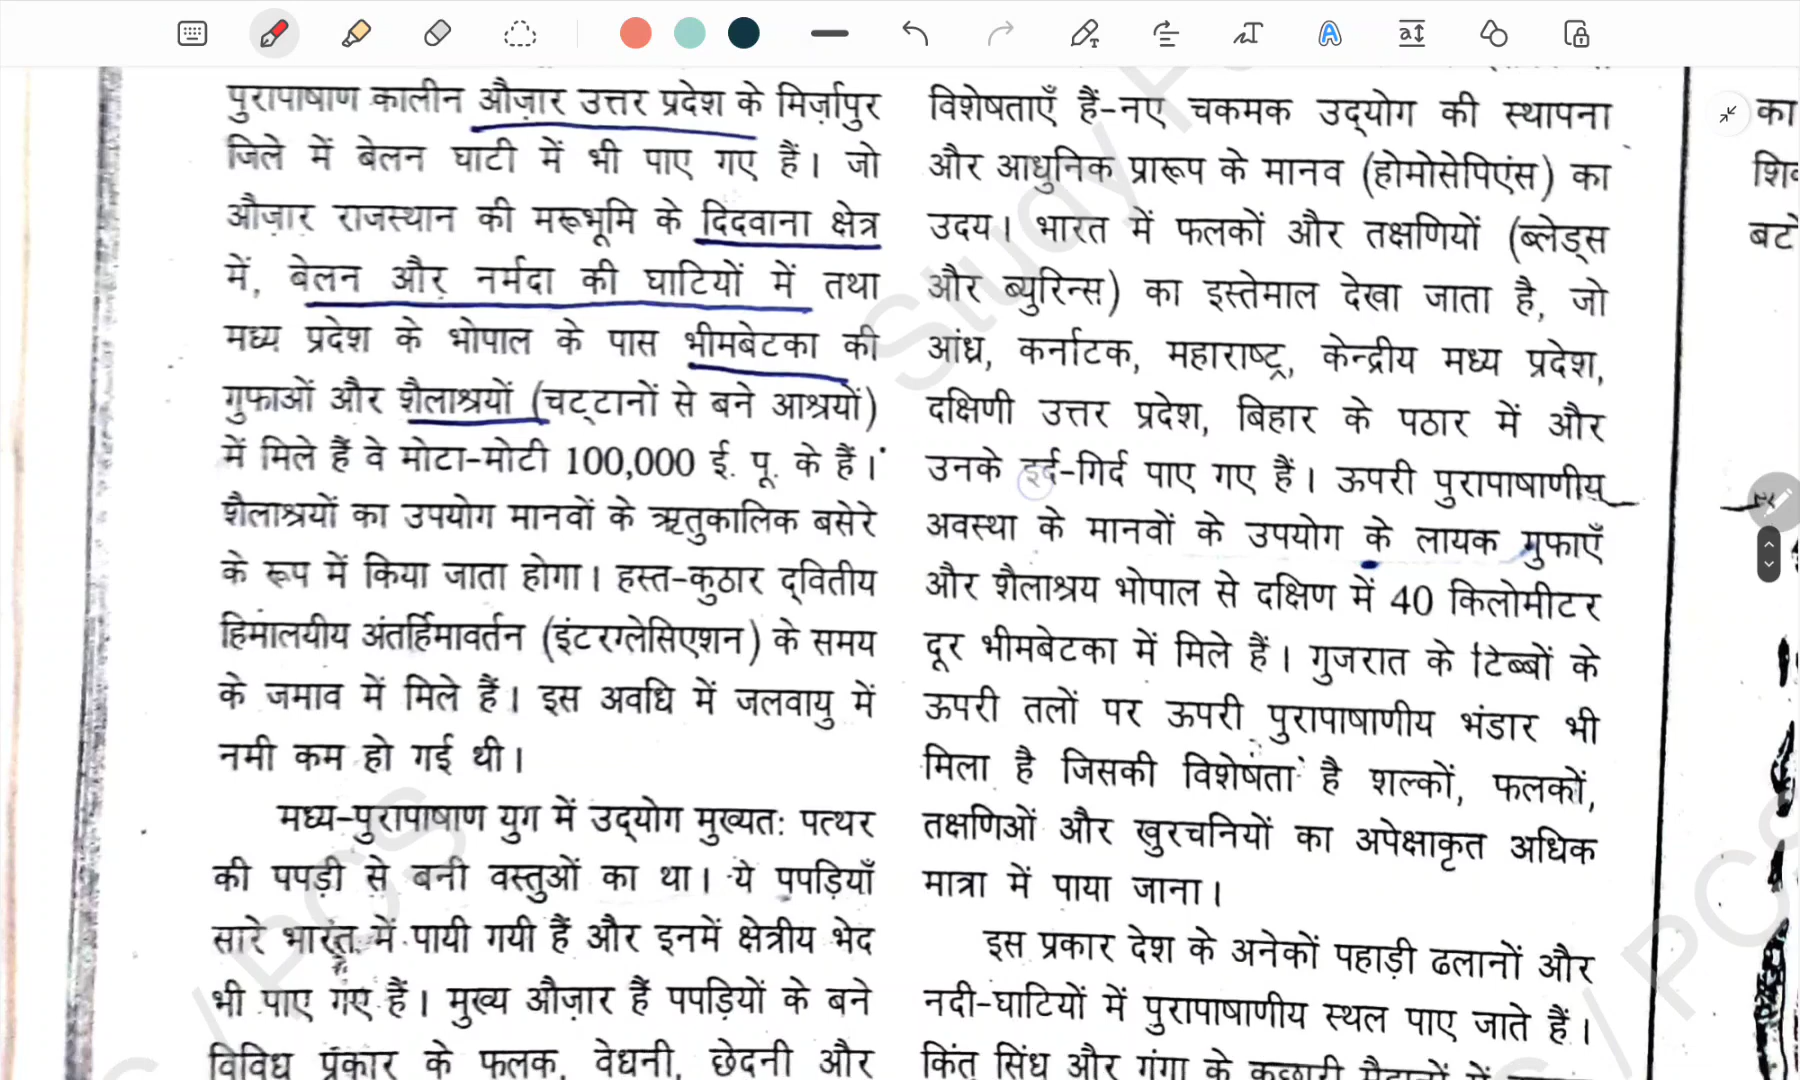 पुरापाषाण कालीन औज़ार उत्तर प्रदेश के मिर्ज़ापुर
जिले में बेलन घाटी में भी पाए गए हैं। जो
औज़ार राजस्थान की मरूभूमि के दिदवाना क्षेत्र
में, बेलन और नर्मदा की घाटियों में तथा
मध्य प्रदेश के भोपाल के पास भीमबेटका की
गुफाओं और शैलाश्रयों (चट्टानों से बने आश्रयों)
में मिले हैं वे मोटा-मोटी 100,000 ई. पू. के हैं।
शैलाश्रयों का उपयोग मानवों के ऋतुकालिक बसेरे
के रूप में किया जाता होगा। हस्त-कुठार द्वितीय
हिमालयीय अंतर्हिमावर्तन (इंटरग्लेसिएशन) के समय
के जमाव में मिले हैं। इस अवधि में जलवायु में
नमी कम हो गई थी।
मध्य-पुरापाषाण युग में उद्योग मुख्यतः पत्थर
की पपड़ी से बनी वस्तुओं का था। ये पपड़ियाँ
सारे भारत में पायी गयी हैं और इनमें क्षेत्रीय भेद
भी पाए गए हैं। मुख्य औज़ार हैं पपड़ियों के बने
विविध प्रकार के फलक, वेधनी, छेदनी और
विशेषताएँ हैं-नए चकमक उद्योग की स्थापना
और आधुनिक प्रारूप के मानव (होमोसेपिएंस) का
उदय। भारत में फलकों और तक्षणियों (ब्लेड्स
और ब्युरिन्स) का इस्तेमाल देखा जाता है, जो
आंध्र, कर्नाटक, महाराष्ट्र, केन्द्रीय मध्य प्रदेश,
दक्षिणी उत्तर प्रदेश, बिहार के पठार में और
उनके इर्द-गिर्द पाए गए हैं। ऊपरी पुरापाषाणीय
अवस्था के मानवों के उपयोग के लायक गुफाएँ
और शैलाश्रय भोपाल से दक्षिण में 40 किलोमीटर
दूर भीमबेटका में मिले हैं। गुजरात के टिब्बों के
ऊपरी तलों पर ऊपरी पुरापाषाणीय भंडार भी
मिला है जिसकी विशेषता है शल्कों, फलकों,
तक्षणिओं और खुरचनियों का अपेक्षाकृत अधिक
मात्रा में पाया जाना।
इस प्रकार देश के अनेकों पहाड़ी ढलानों और
नदी-घाटियों में पुरापाषाणीय स्थल पाए जाते हैं।
किंतु सिंध और गंगा के कछारी मैदानों में
का
बटे
Study
PCS
PCS